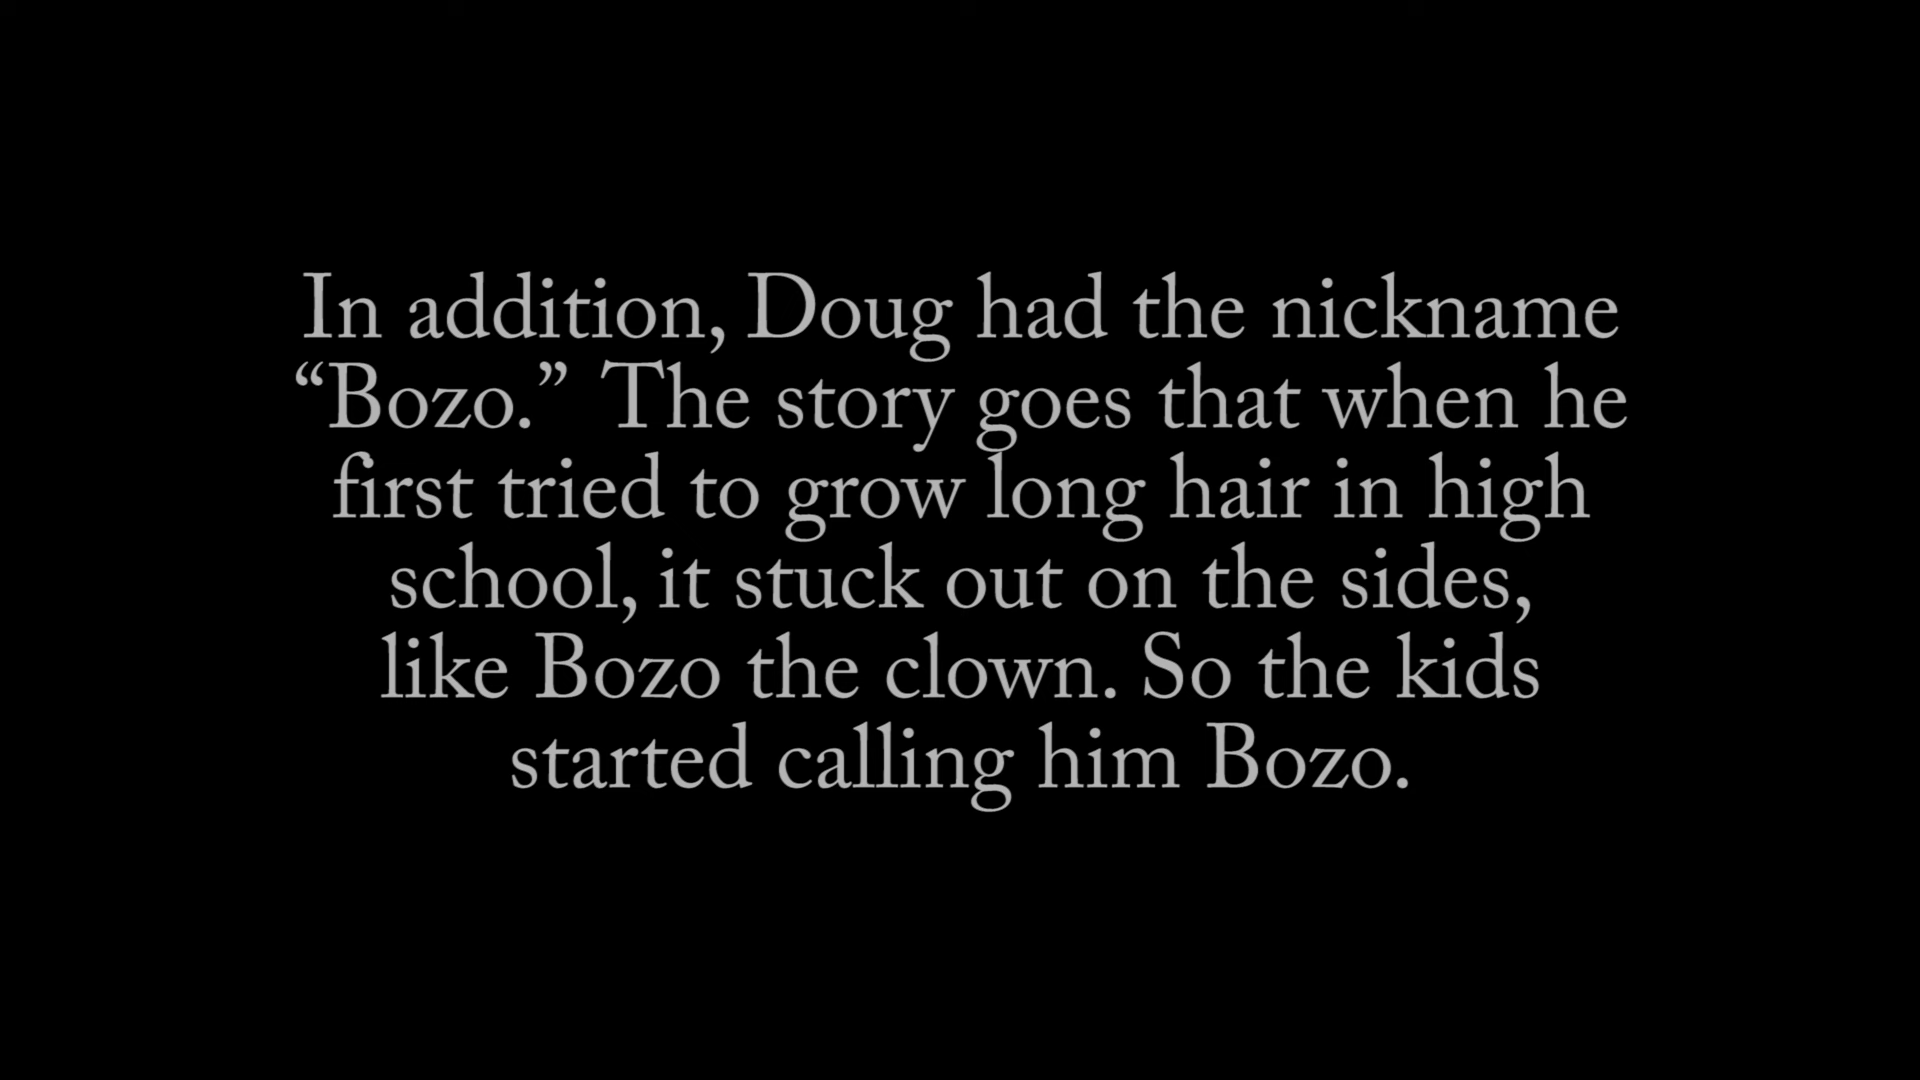 In addition, Doug had the nickname
“Bozo.” The story goes that when he
first tried to grow long hair in high
school, it stuck out on the sides,
like Bozo the clown. So the kids
started calling him Bozo.